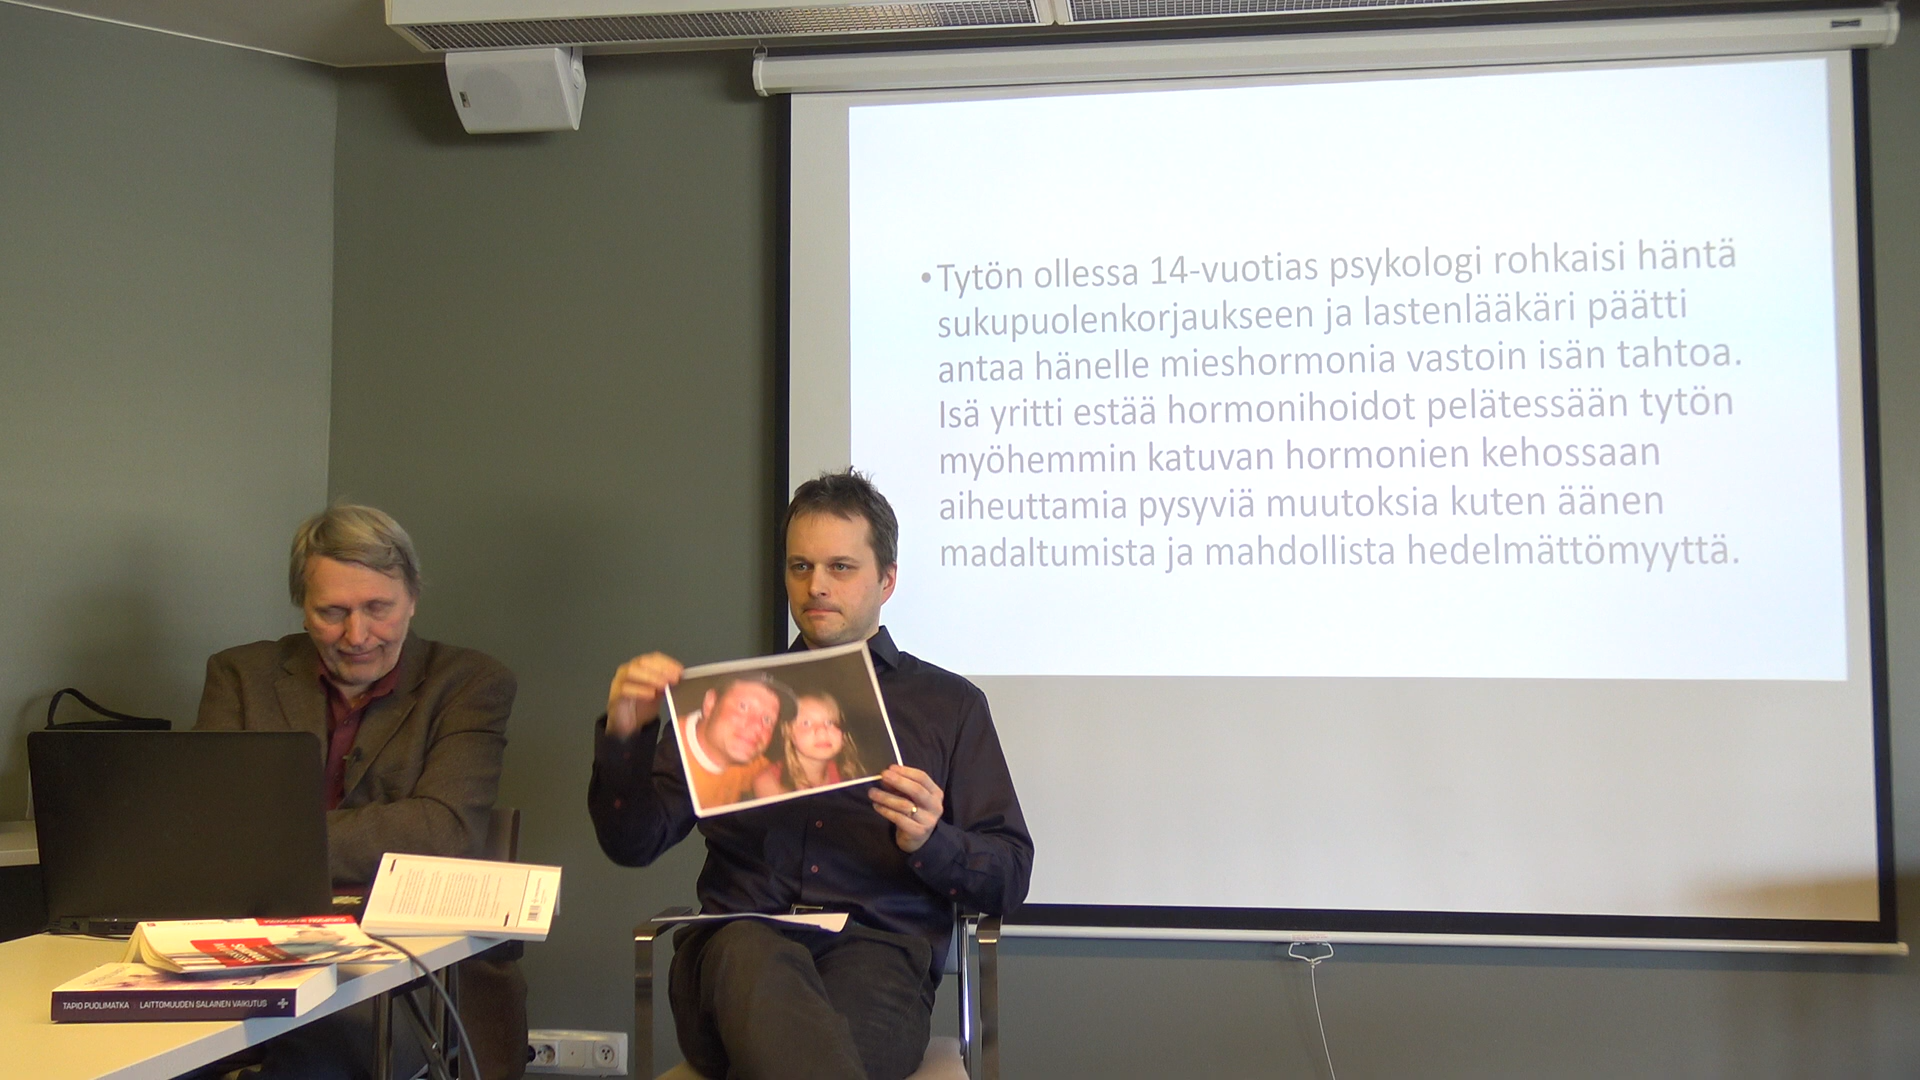 • Tytön ollessa 14-vuotias psykologi rohkaisi häntä
sukupuolenkorjaukseen ja lastenlääkäri päätti
antaa hänelle mieshormonia vastoin isän tahtoa.
Isä yritti estää hormonihoidot pelätessään tytön
myöhemmin katuvan hormonien kehossaan
aiheuttamia pysyviä muutoksia kuten äänen
madaltumista ja mahdollista hedelmättömyyttä.
TAPIO PUOLIMATKA LAITTOMUUDEN SALAINEN VAIKUTUS